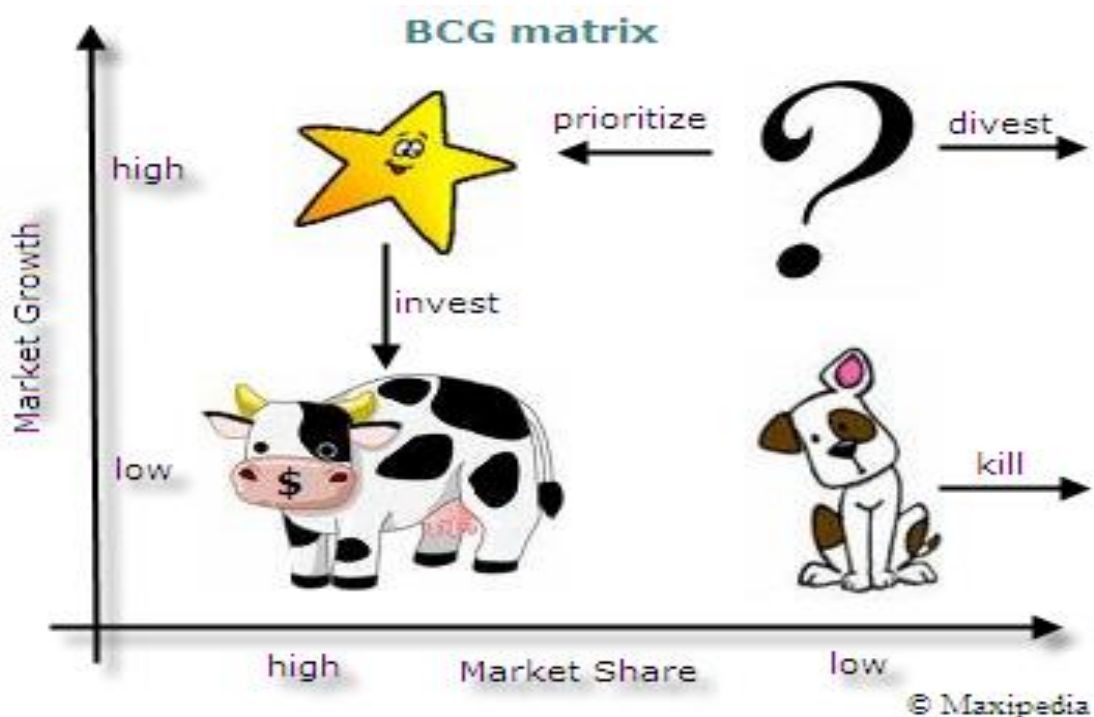 BCG matrix
prioritize
divest
high
Market Growth
invest
low
$
kill
high
Market Share
low
© Maxipedia